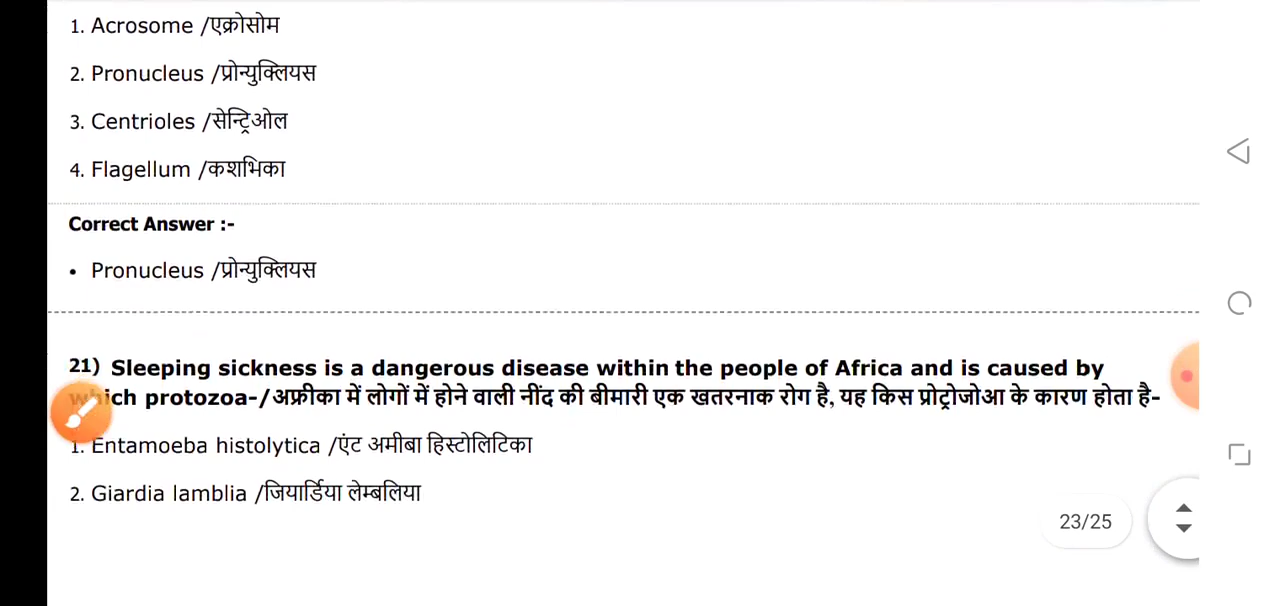 1. Acrosome /एक्रोसोम
2. Pronucleus /प्रोन्युक्लियस
3. Centrioles /सेन्ट्रिओल
4. Flagellum /कशभिका
Correct Answer :-
• Pronucleus /प्रोन्युक्लियस
21) Sleeping sickness is a dangerous disease within the people of Africa and is caused by
which protozoa-/अफ्रीका में लोगों में होने वाली नींद की बीमारी एक खतरनाक रोग है, यह किस प्रोट्रोजोआ के कारण होता है-
1. Entamoeba histolytica /एंट अमीबा हिस्टोलिटिका
2. Giardia lamblia /जियार्डिया लेम्बलिया
23/25